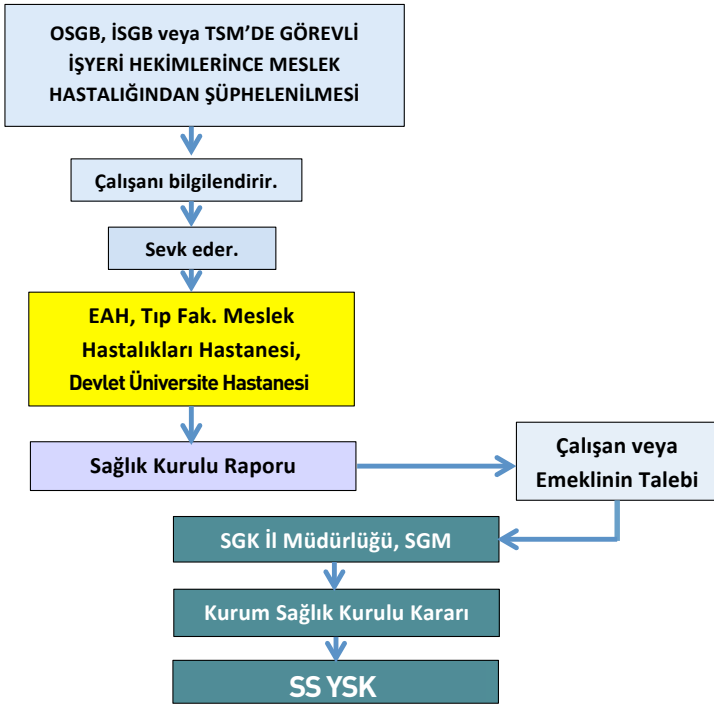 OSGB, İSGB veya TSM’DE GÖREVLİ
İŞYERİ HEKİMLERİNCE MESLEK
HASTALIĞINDAN ŞÜPHELENİLMESİ
Çalışanı bilgilendirir.
Sevk eder.
EAH, Tıp Fak. Meslek
Hastalıkları Hastanesi,
Devlet Üniversite Hastanesi
Sağlık Kurulu Raporu
Çalışan veya
Emeklinin Talebi
SGK İl Müdürlüğü, SGM
Kurum Sağlık Kurulu Kararı
SS YSK